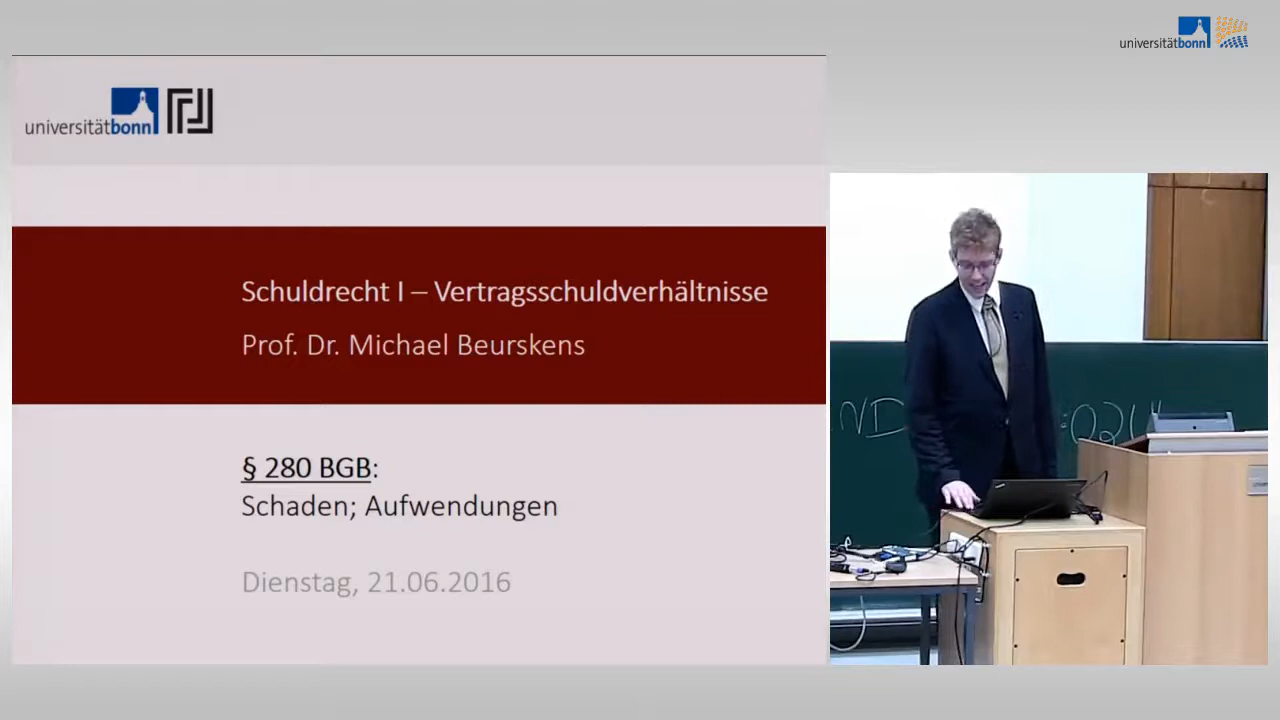 universitätbonn
universitätbonn
Schuldrecht I – Vertragsschuldverhältnisse
Prof. Dr. Michael Beurskens
§ 280 BGB:
Schaden; Aufwendungen
Dienstag, 21.06.2016